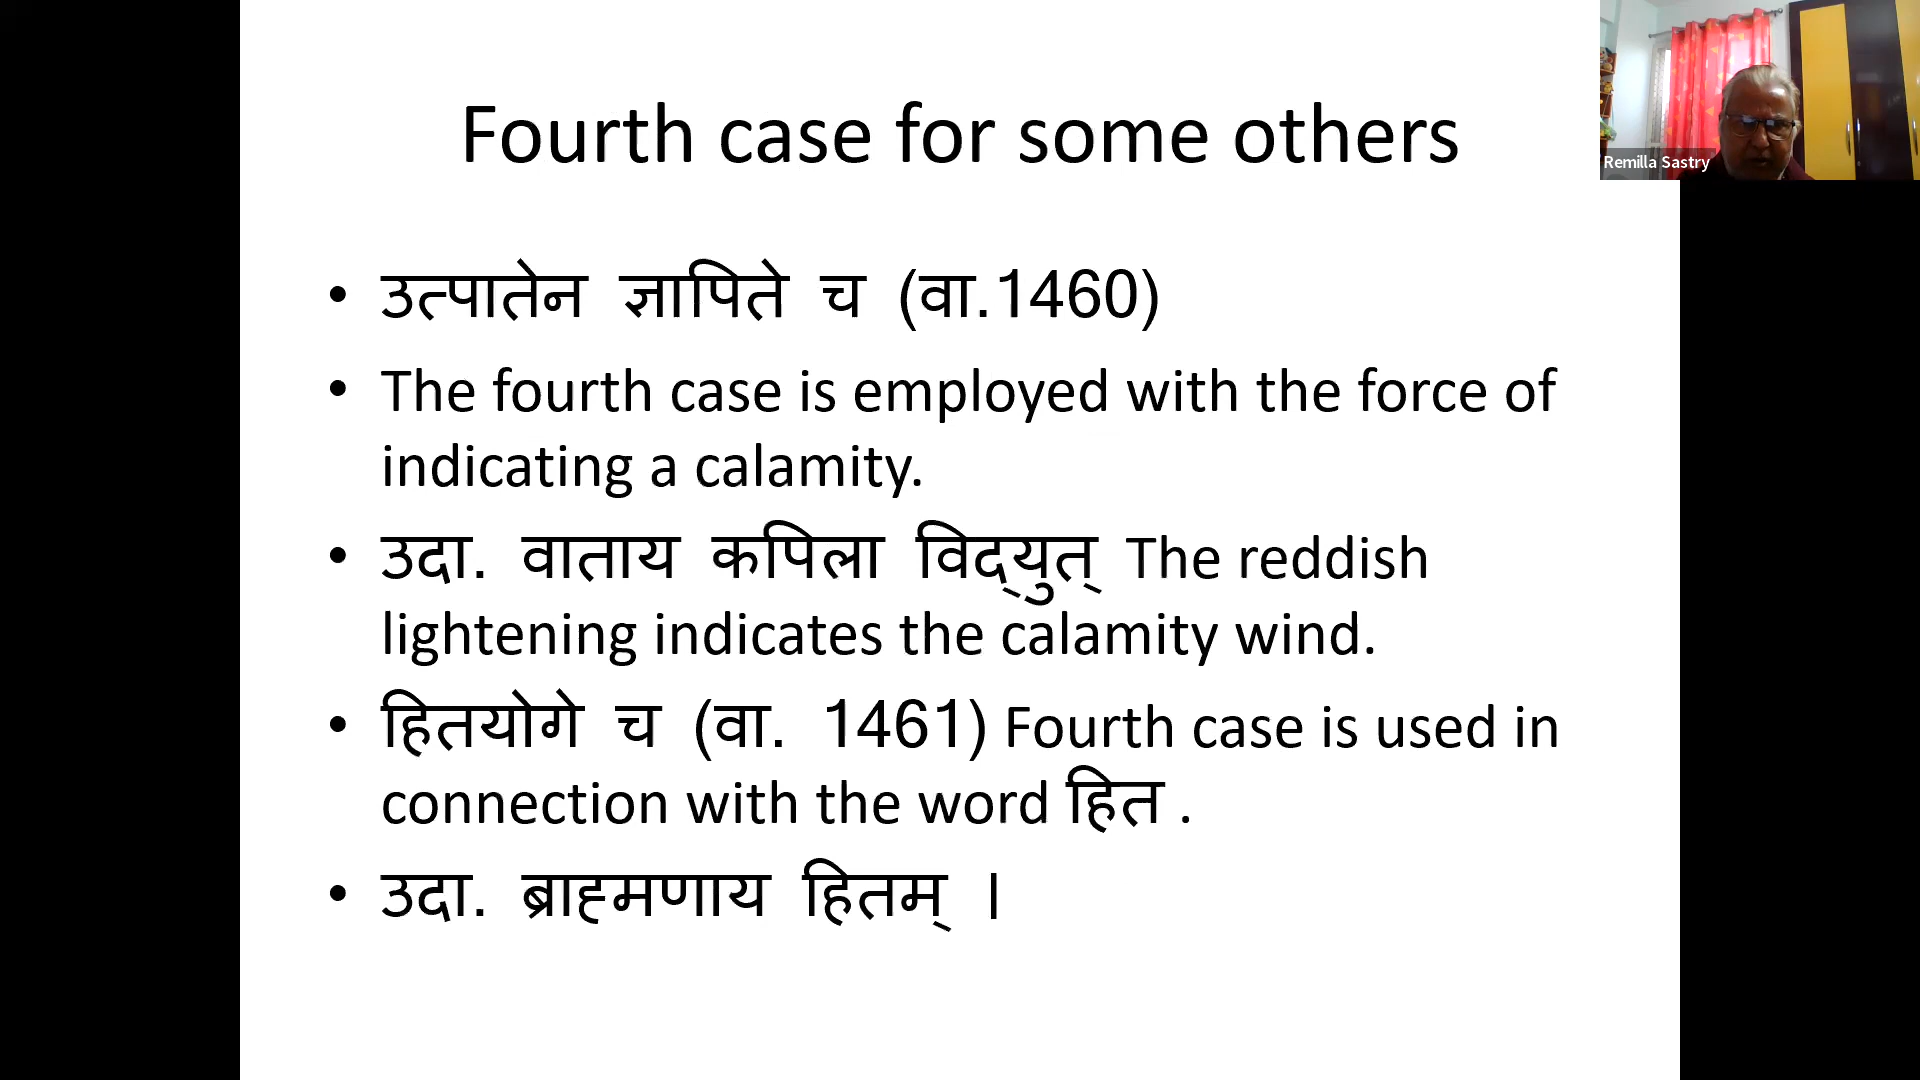 Fourth case for some others
Remilla Sastry
• उत्पातेन ज्ञापिते च (वा.1460)
• The fourth case is employed with the force of
indicating a calamity.
• उदा. वाताय कपिला विद्‌युत् The reddish
lightening indicates the calamity wind.
• हितयोगे च (वा. 1461) Fourth case is used in
connection with the word हित .
• उदा. ब्राह्मणाय हितम् ।